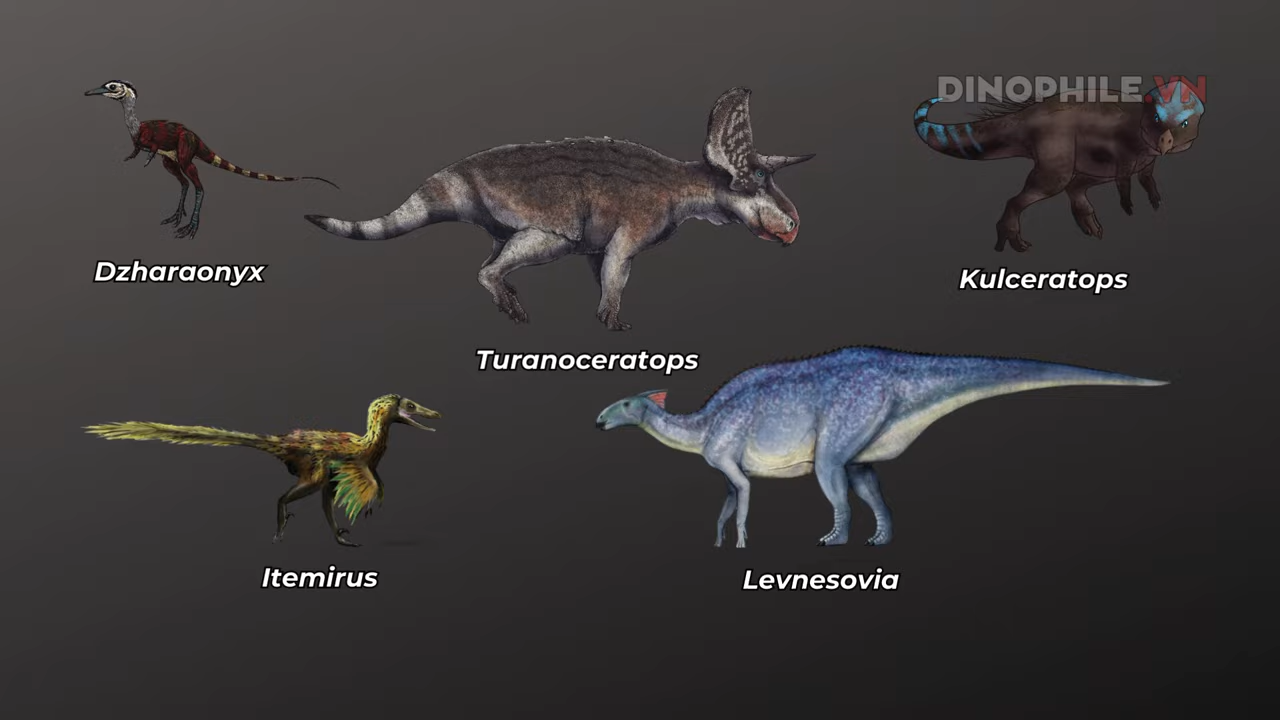 DINOPHILE.VN
Dzharaonyx
Kulceratops
Turanoceratops
Itemirus
Levnesovia